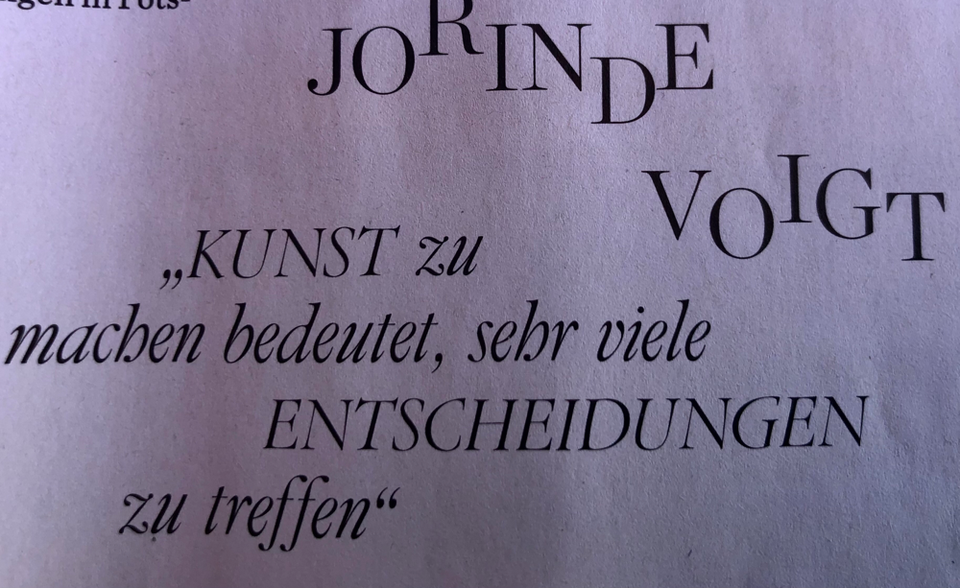 JORINDE
VOIGT
„KUNST zu
machen bedeutet, sehr viele
ENTSCHEIDUNGEN
zu treffen“